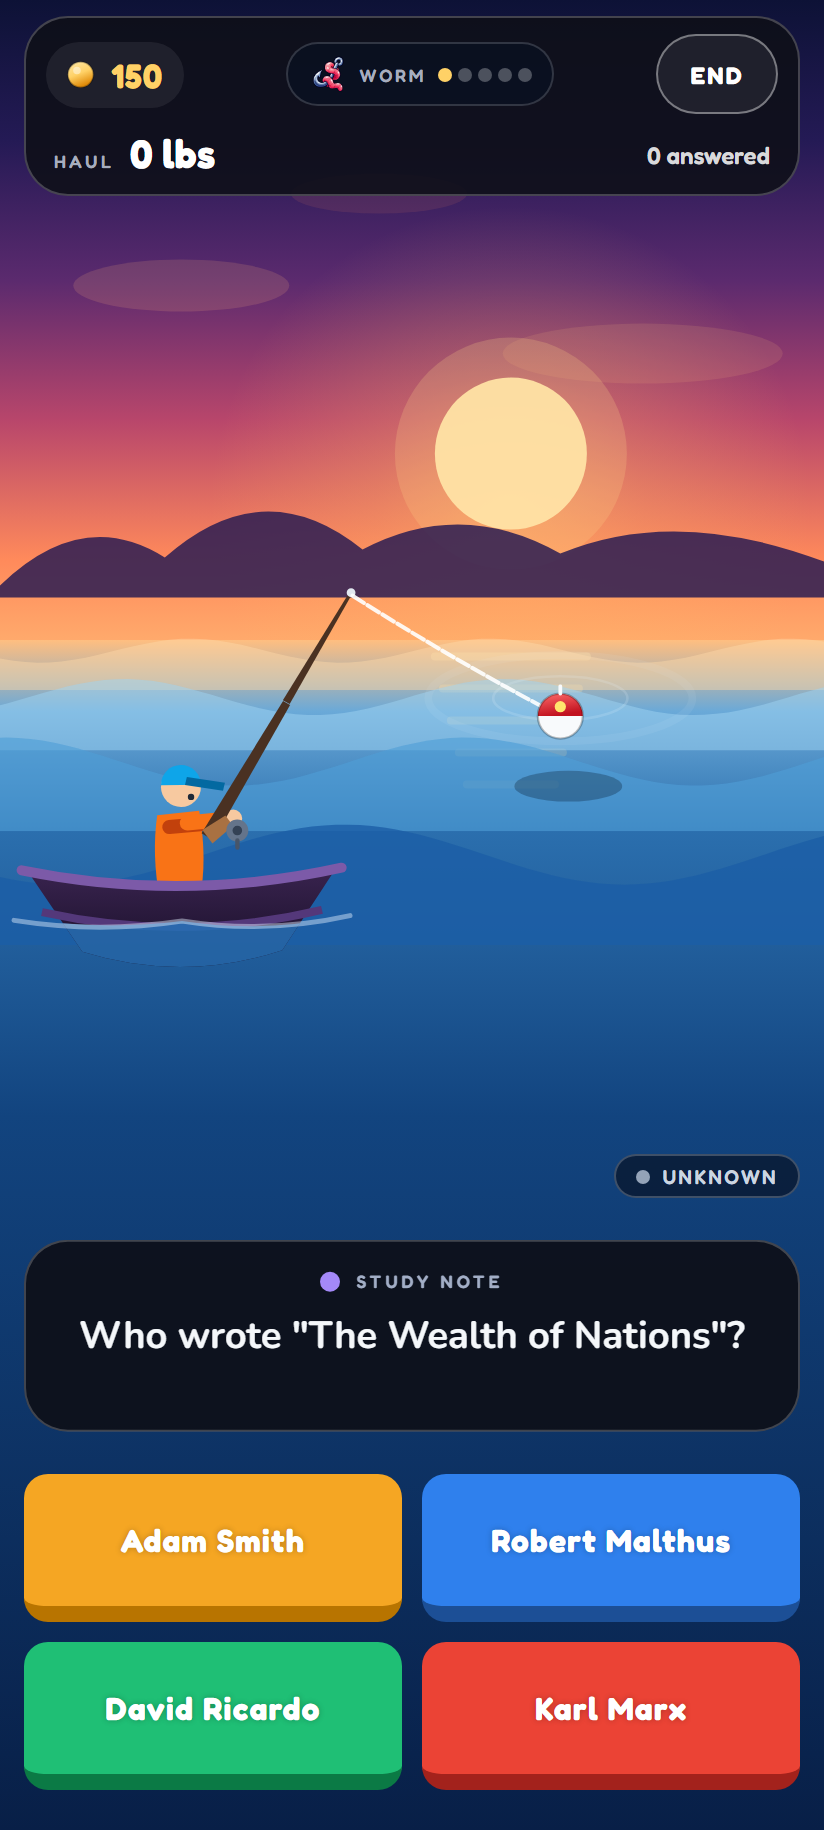 150
WORM
END
HAUL 0 lbs
0 answered
UNKNOWN
STUDY NOTE
Who wrote "The Wealth of Nations"?
Adam Smith
Robert Malthus
David Ricardo
Karl Marx